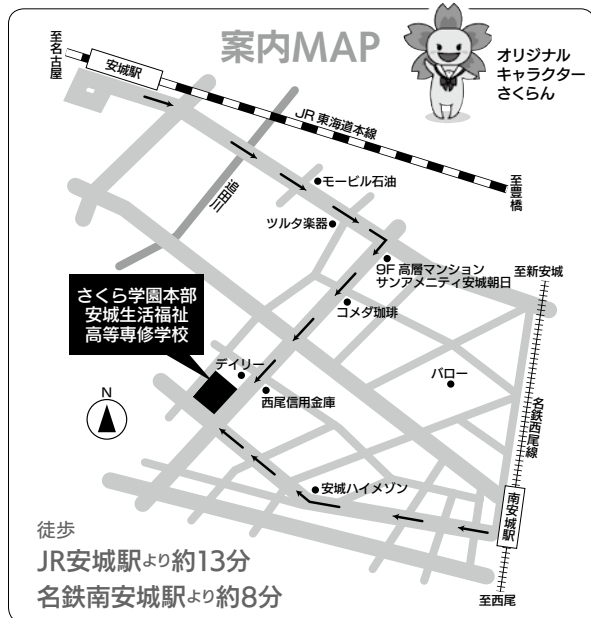 案内MAP
オリジナル
キャラクター
さくらん
至名古屋
安城駅
JR東海道本線
至豊橋
追田川
モービル石油
ツルタ楽器
9F 高層マンション
サンアメニティ安城朝日
至新安城
コメダ珈琲
さくら学園本部
安城生活福祉
高等専修学校
デイリー
西尾信用金庫
バロー
名鉄西尾線
N
安城ハイメゾン
南安城駅
至西尾
徒歩
JR安城駅より約13分
名鉄南安城駅より約8分